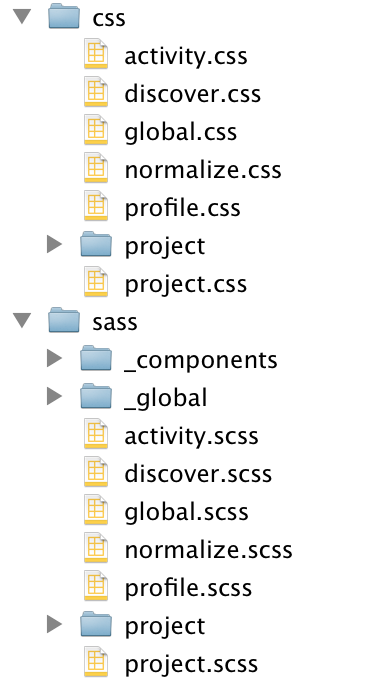 css
activity.css
discover.css
global.css
normalize.css
profile.css
project
project.css
sass
_components
_global
activity.scss
discover.scss
global.scss
normalize.scss
profile.scss
project
project.scss